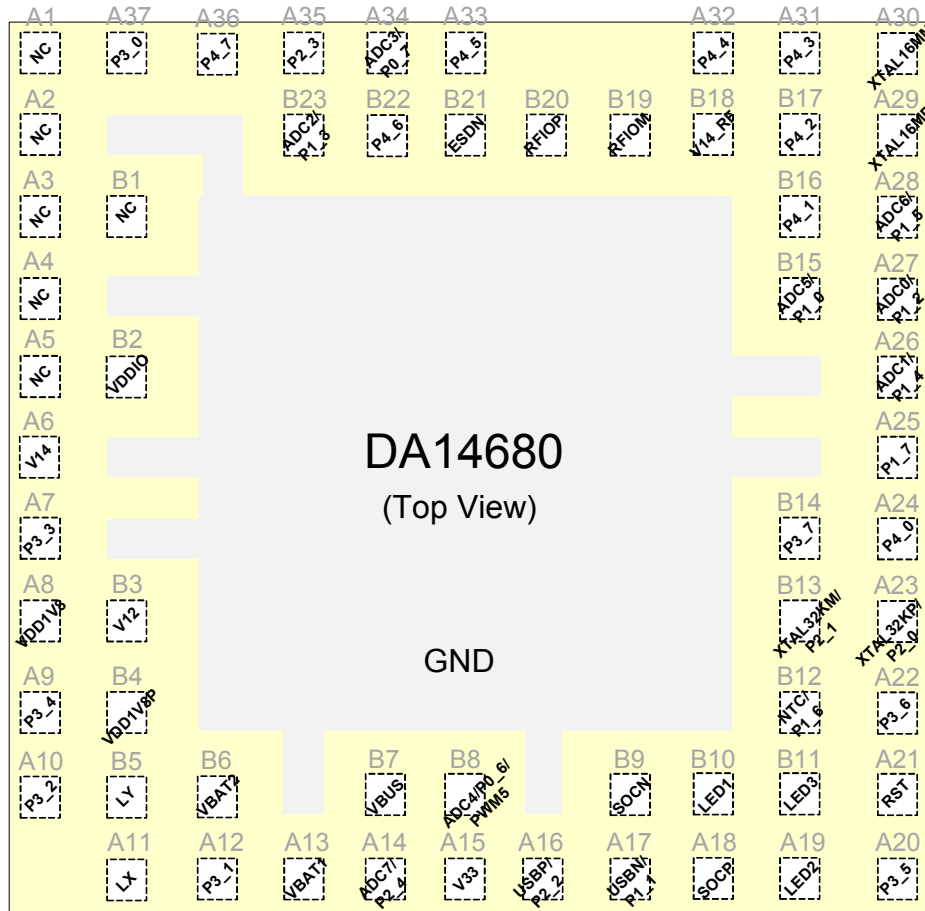 A1 A37 A36 A35 A34 A33 A32 A31 A30
NC P3_0 P4_7 P2_3 ADC3/ P0_7 P4_5 P4_4 P4_3 XTAL16MM
A2 B23 B22 B21 B20 B19 B18 B17 A29
NC ADC2/ P1_3 P4_6 ESDN RFIOP RFIOM V14_RF P4_2 XTAL16MP
A3 B1 B16 A28
NC NC P4_1 ADC6/ P1_5
A4 B15 A27
NC ADC5/ P1_0 ADC0/ P1_2
A5 B2 A26
NC VDDIO ADC1/ P1_4
A6 A25
V14 P1_7
DA14680
(Top View)
A7 B14 A24
P3_3 P3_7 P4_0
A8 B3 B13 A23
VDD1V8 V12 XTAL32KM/ P2_1 XTAL32KP/ P2_0
GND
A9 B4 B12 A22
P3_4 VDD1V8P NTC/ P1_6 P3_6
A10 B5 B6 B7 B8 B9 B10 B11 A21
P3_2 LY VBAT2 VBUS ADC4/P0_6/ PWM5 SOCN LED1 LED3 RST
A11 A12 A13 A14 A15 A16 A17 A18 A19 A20
LX P3_1 VBAT1 ADC7/ P2_4 V33 USBP/ P2_2 USBN/ P1_1 SOCP LED2 P3_5